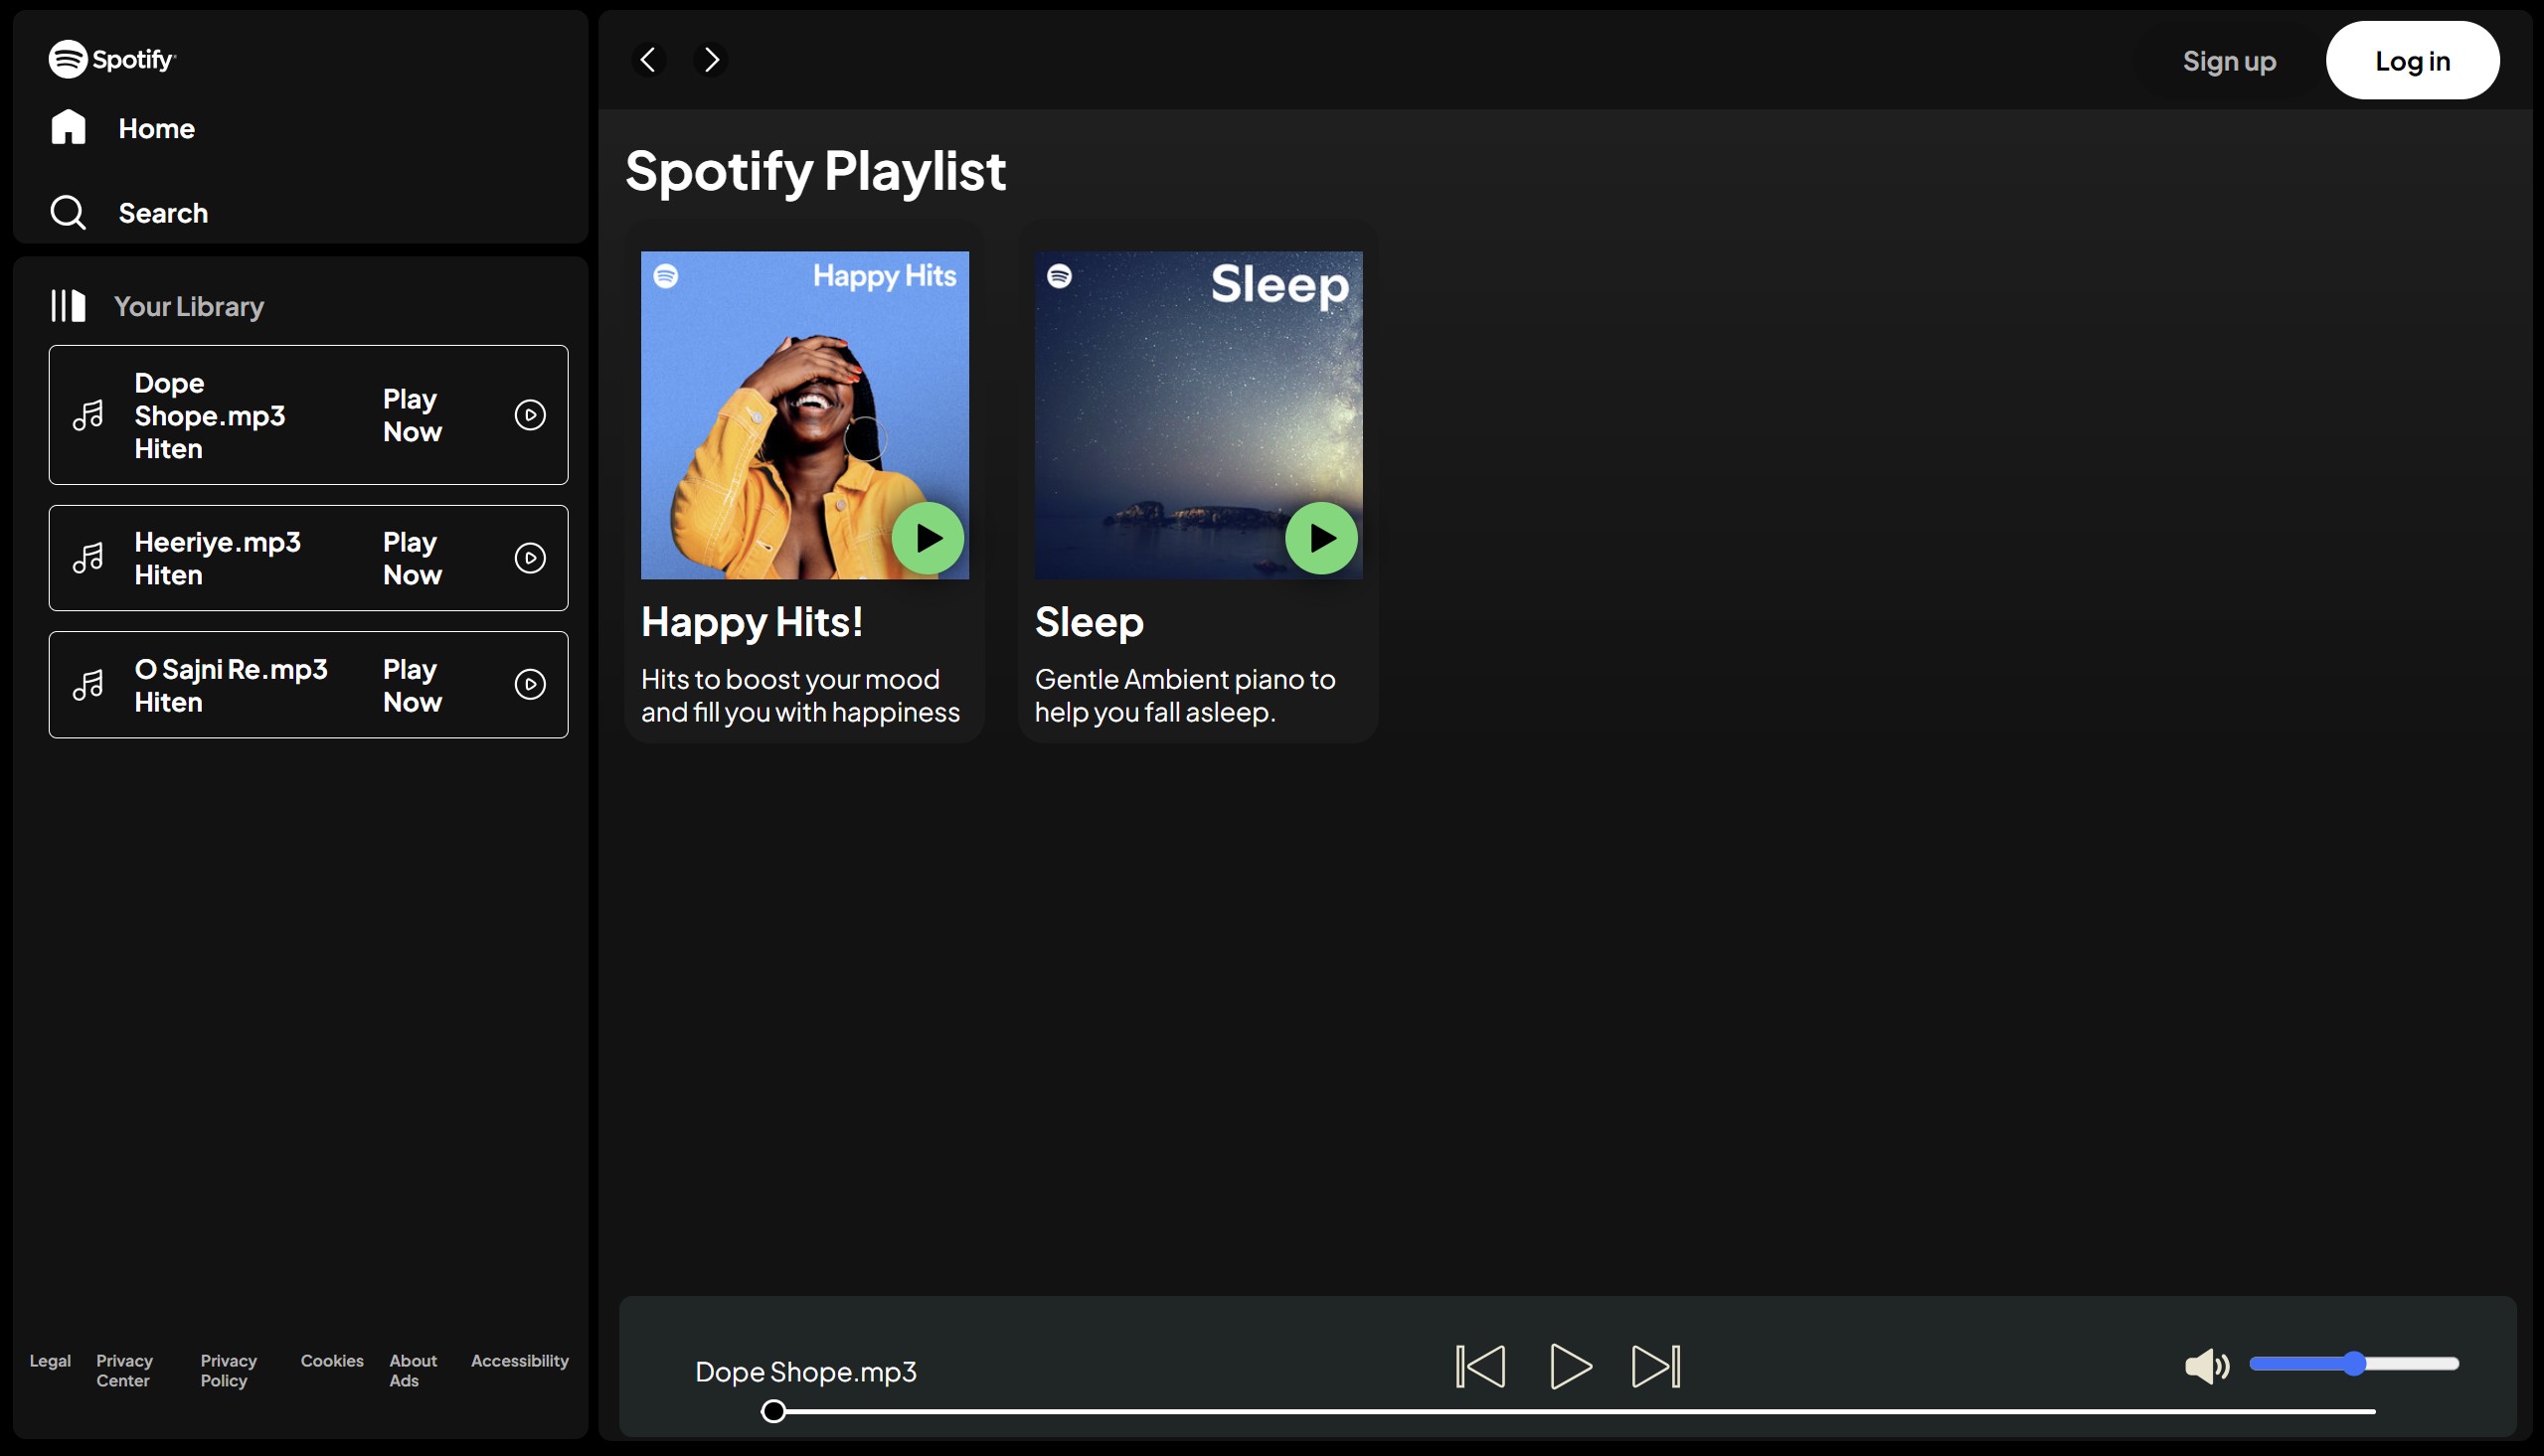 Spotify
Home
Search
Your Library
Dope
Shope.mp3
Hiten
Play
Now
Heeriye.mp3
Hiten
Play
Now
O Sajni Re.mp3
Hiten
Play
Now
Legal
Privacy
Center
Privacy
Policy
Cookies
About
Ads
Accessibility
Sign up
Log in
Spotify Playlist
Happy Hits
Happy Hits!
Hits to boost your mood
and fill you with happiness
Sleep
Sleep
Gentle Ambient piano to
help you fall asleep.
Dope Shope.mp3